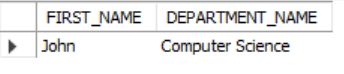 FIRST_NAME DEPARTMENT_NAME
John Computer Science